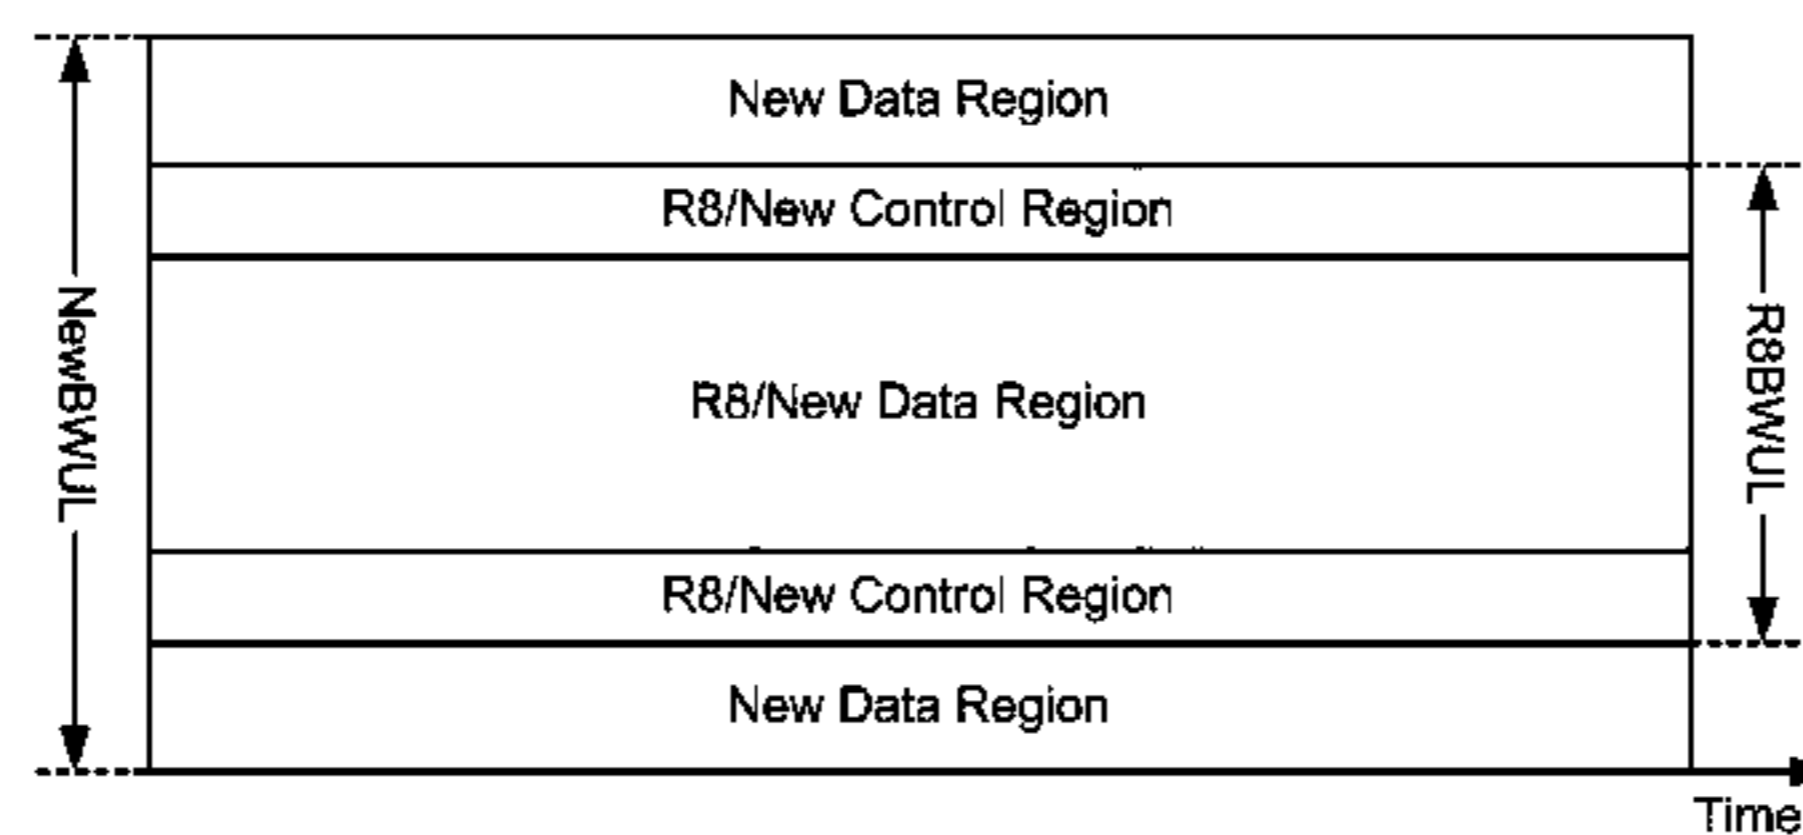 New Data Region
R8/New Control Region
NewBWUL
R8/New Data Region
R8BWUL
R8/New Control Region
New Data Region
Time